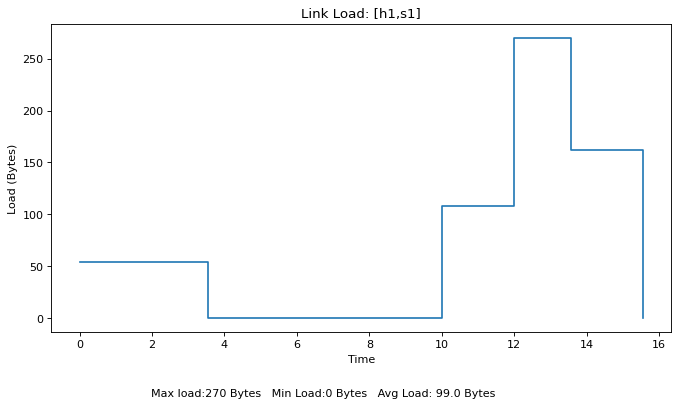 Link Load: [h1,s1]
Load (Bytes)
250
200
150
100
50
0
0 2 4 6 8 10 12 14 16
Time
Max load:270 Bytes   Min Load:0 Bytes   Avg Load: 99.0 Bytes